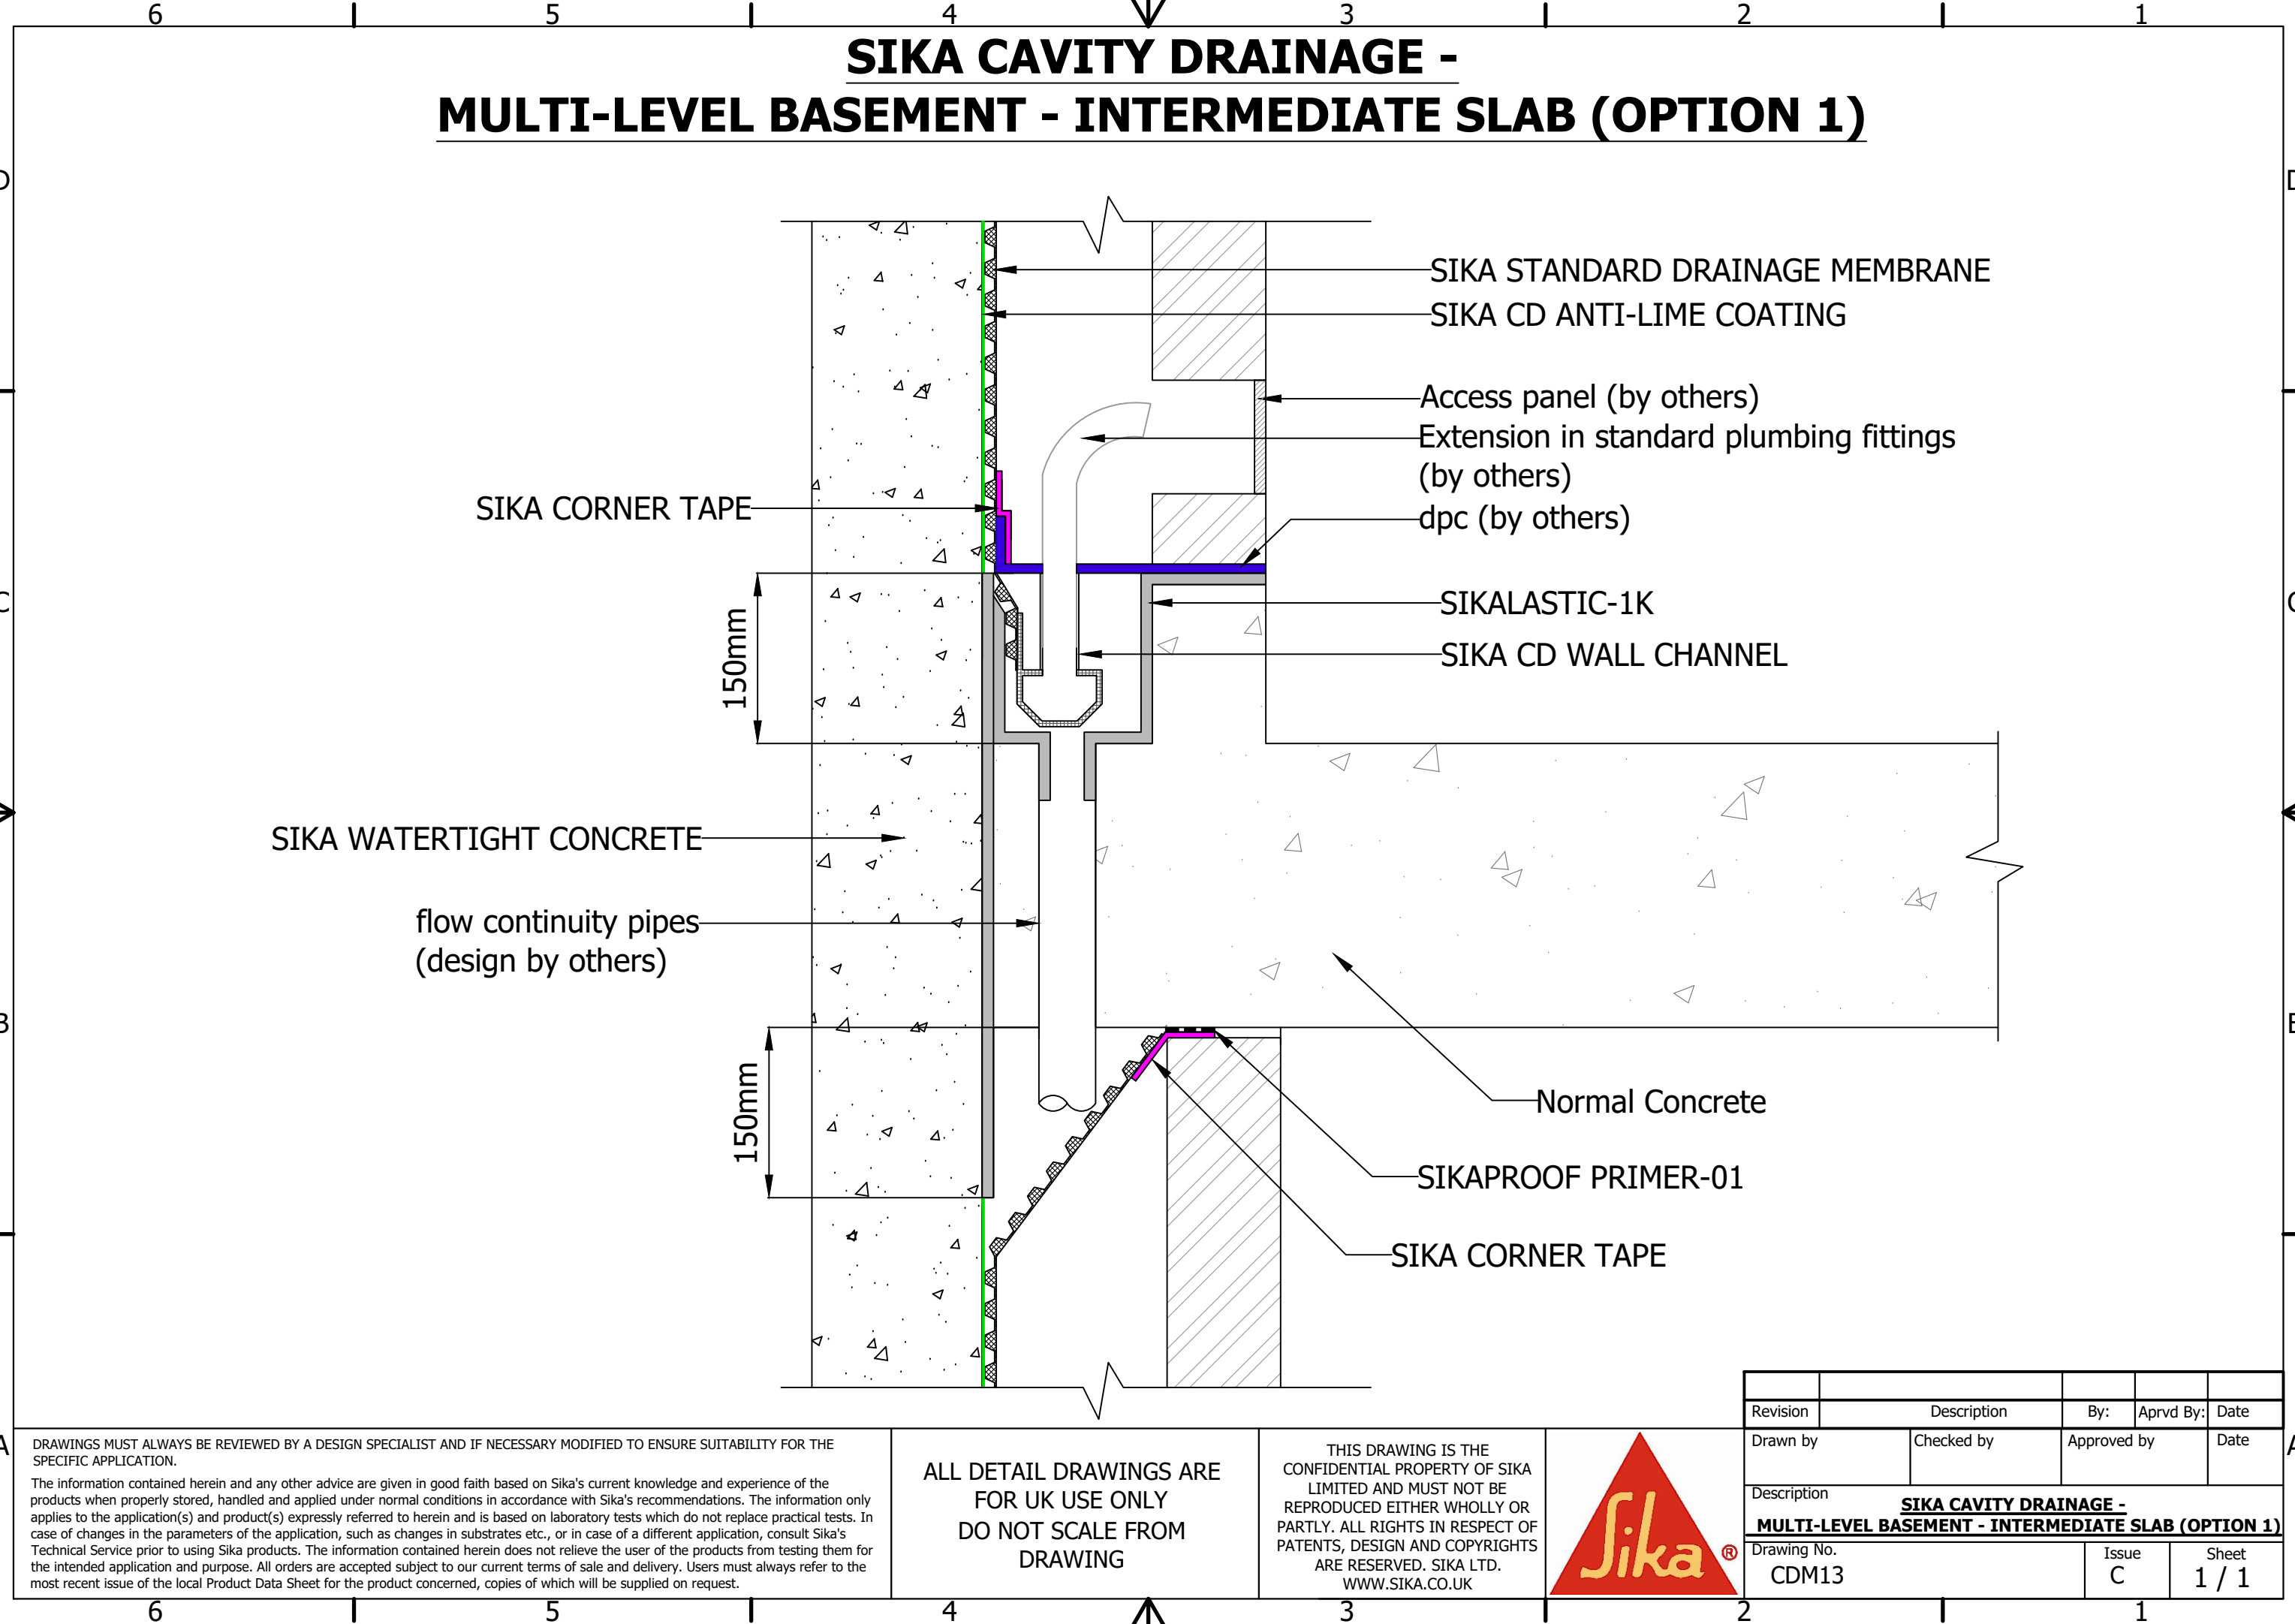 6 5 4 3 2 1
SIKA CAVITY DRAINAGE -
MULTI-LEVEL BASEMENT - INTERMEDIATE SLAB (OPTION 1)
D D
SIKA STANDARD DRAINAGE MEMBRANE
SIKA CD ANTI-LIME COATING
Access panel (by others)
Extension in standard plumbing fittings
(by others)
SIKA CORNER TAPE
dpc (by others)
C C
150mm
SIKALASTIC-1K
SIKA CD WALL CHANNEL
SIKA WATERTIGHT CONCRETE
flow continuity pipes
(design by others)
B B
150mm
Normal Concrete
SIKAPROOF PRIMER-01
SIKA CORNER TAPE
A A
DRAWINGS MUST ALWAYS BE REVIEWED BY A DESIGN SPECIALIST AND IF NECESSARY MODIFIED TO ENSURE SUITABILITY FOR THE
SPECIFIC APPLICATION.
The information contained herein and any other advice are given in good faith based on Sika's current knowledge and experience of the
products when properly stored, handled and applied under normal conditions in accordance with Sika's recommendations. The information only
applies to the application(s) and product(s) expressly referred to herein and is based on laboratory tests which do not replace practical tests. In
case of changes in the parameters of the application, such as changes in substrates etc., or in case of a different application, consult Sika's
Technical Service prior to using Sika products. The information contained herein does not relieve the user of the products from testing them for
the intended application and purpose. All orders are accepted subject to our current terms of sale and delivery. Users must always refer to the
most recent issue of the local Product Data Sheet for the product concerned, copies of which will be supplied on request.
ALL DETAIL DRAWINGS ARE
FOR UK USE ONLY
DO NOT SCALE FROM
DRAWING
THIS DRAWING IS THE
CONFIDENTIAL PROPERTY OF SIKA
LIMITED AND MUST NOT BE
REPRODUCED EITHER WHOLLY OR
PARTLY. ALL RIGHTS IN RESPECT OF
PATENTS, DESIGN AND COPYRIGHTS
ARE RESERVED. SIKA LTD.
WWW.SIKA.CO.UK
Sika ®
Revision Description By: Aprvd By: Date
Drawn by Checked by Approved by Date
Description
SIKA CAVITY DRAINAGE -
MULTI-LEVEL BASEMENT - INTERMEDIATE SLAB (OPTION 1)
Drawing No. Issue Sheet
CDM13 C 1 / 1
6 5 4 3 2 1